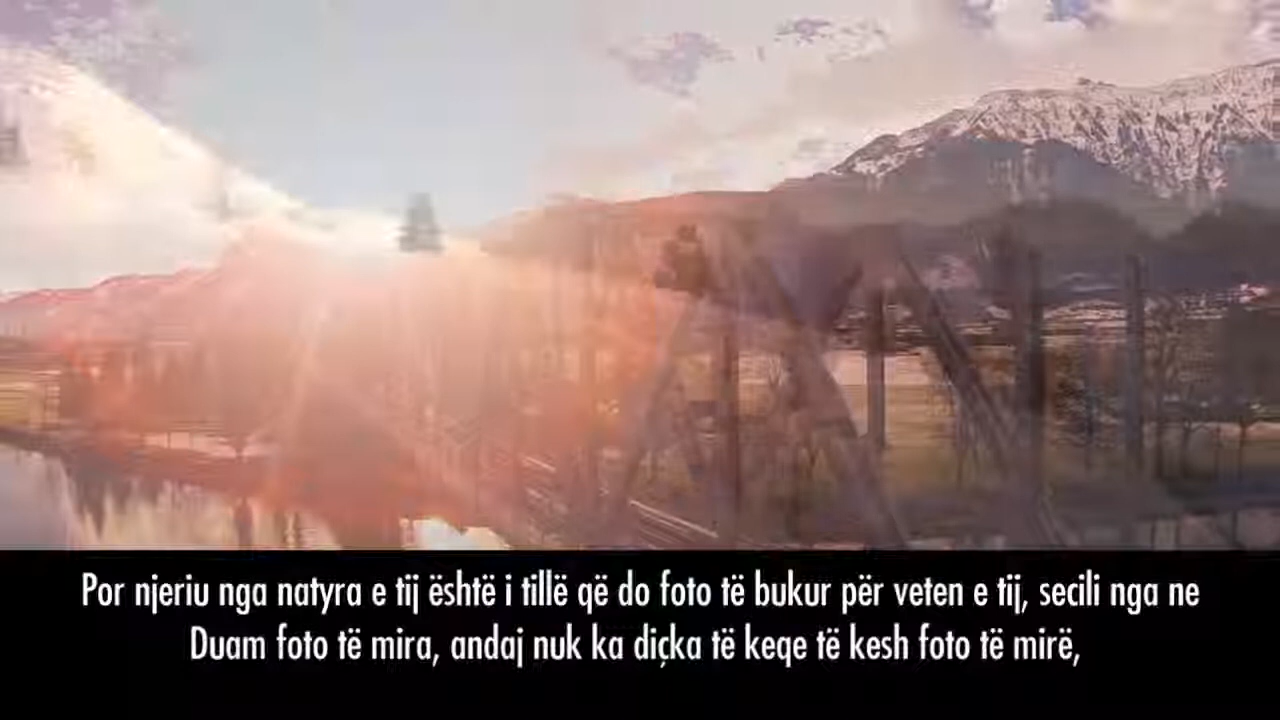 Por njeriu nga natyra e tij është i tillë që do foto të bukur për veten e tij, secili nga ne
Duam foto të mira, andaj nuk ka diçka të keqe të kesh foto të mirë,